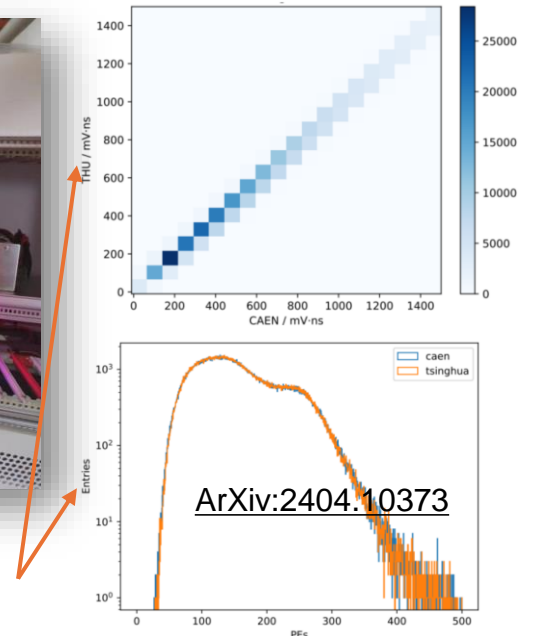 1400
1200
1000
800
600
400
200
0
THU / mV·ns
0 200 400 600 800 1000 1200 1400
CAEN / mV·ns
25000
20000
15000
10000
5000
0
caen
tsinghua
10³
10²
10¹
10⁰
Entries
ArXiv:2404.10373
0 100 200 300 400 500
PEs